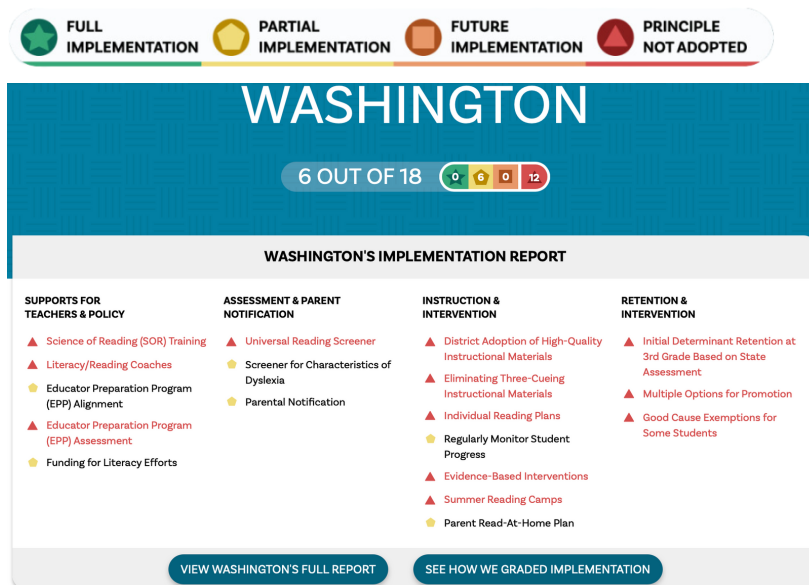 FULL
IMPLEMENTATION
PARTIAL
IMPLEMENTATION
FUTURE
IMPLEMENTATION
PRINCIPLE
NOT ADOPTED
WASHINGTON
6 OUT OF 18
0 6 0 12
WASHINGTON'S IMPLEMENTATION REPORT
SUPPORTS FOR
TEACHERS & POLICY
Science of Reading (SOR) Training
Literacy/Reading Coaches
Educator Preparation Program
(EPP) Alignment
Educator Preparation Program
(EPP) Assessment
Funding for Literacy Efforts
ASSESSMENT & PARENT
NOTIFICATION
Universal Reading Screener
Screener for Characteristics of
Dyslexia
Parental Notification
INSTRUCTION &
INTERVENTION
District Adoption of High-Quality
Instructional Materials
Eliminating Three-Cueing
Instructional Materials
Individual Reading Plans
Regularly Monitor Student
Progress
Evidence-Based Interventions
Summer Reading Camps
Parent Read-At-Home Plan
RETENTION &
INTERVENTION
Initial Determinant Retention at
3rd Grade Based on State
Assessment
Multiple Options for Promotion
Good Cause Exemptions for
Some Students
VIEW WASHINGTON'S FULL REPORT
SEE HOW WE GRADED IMPLEMENTATION